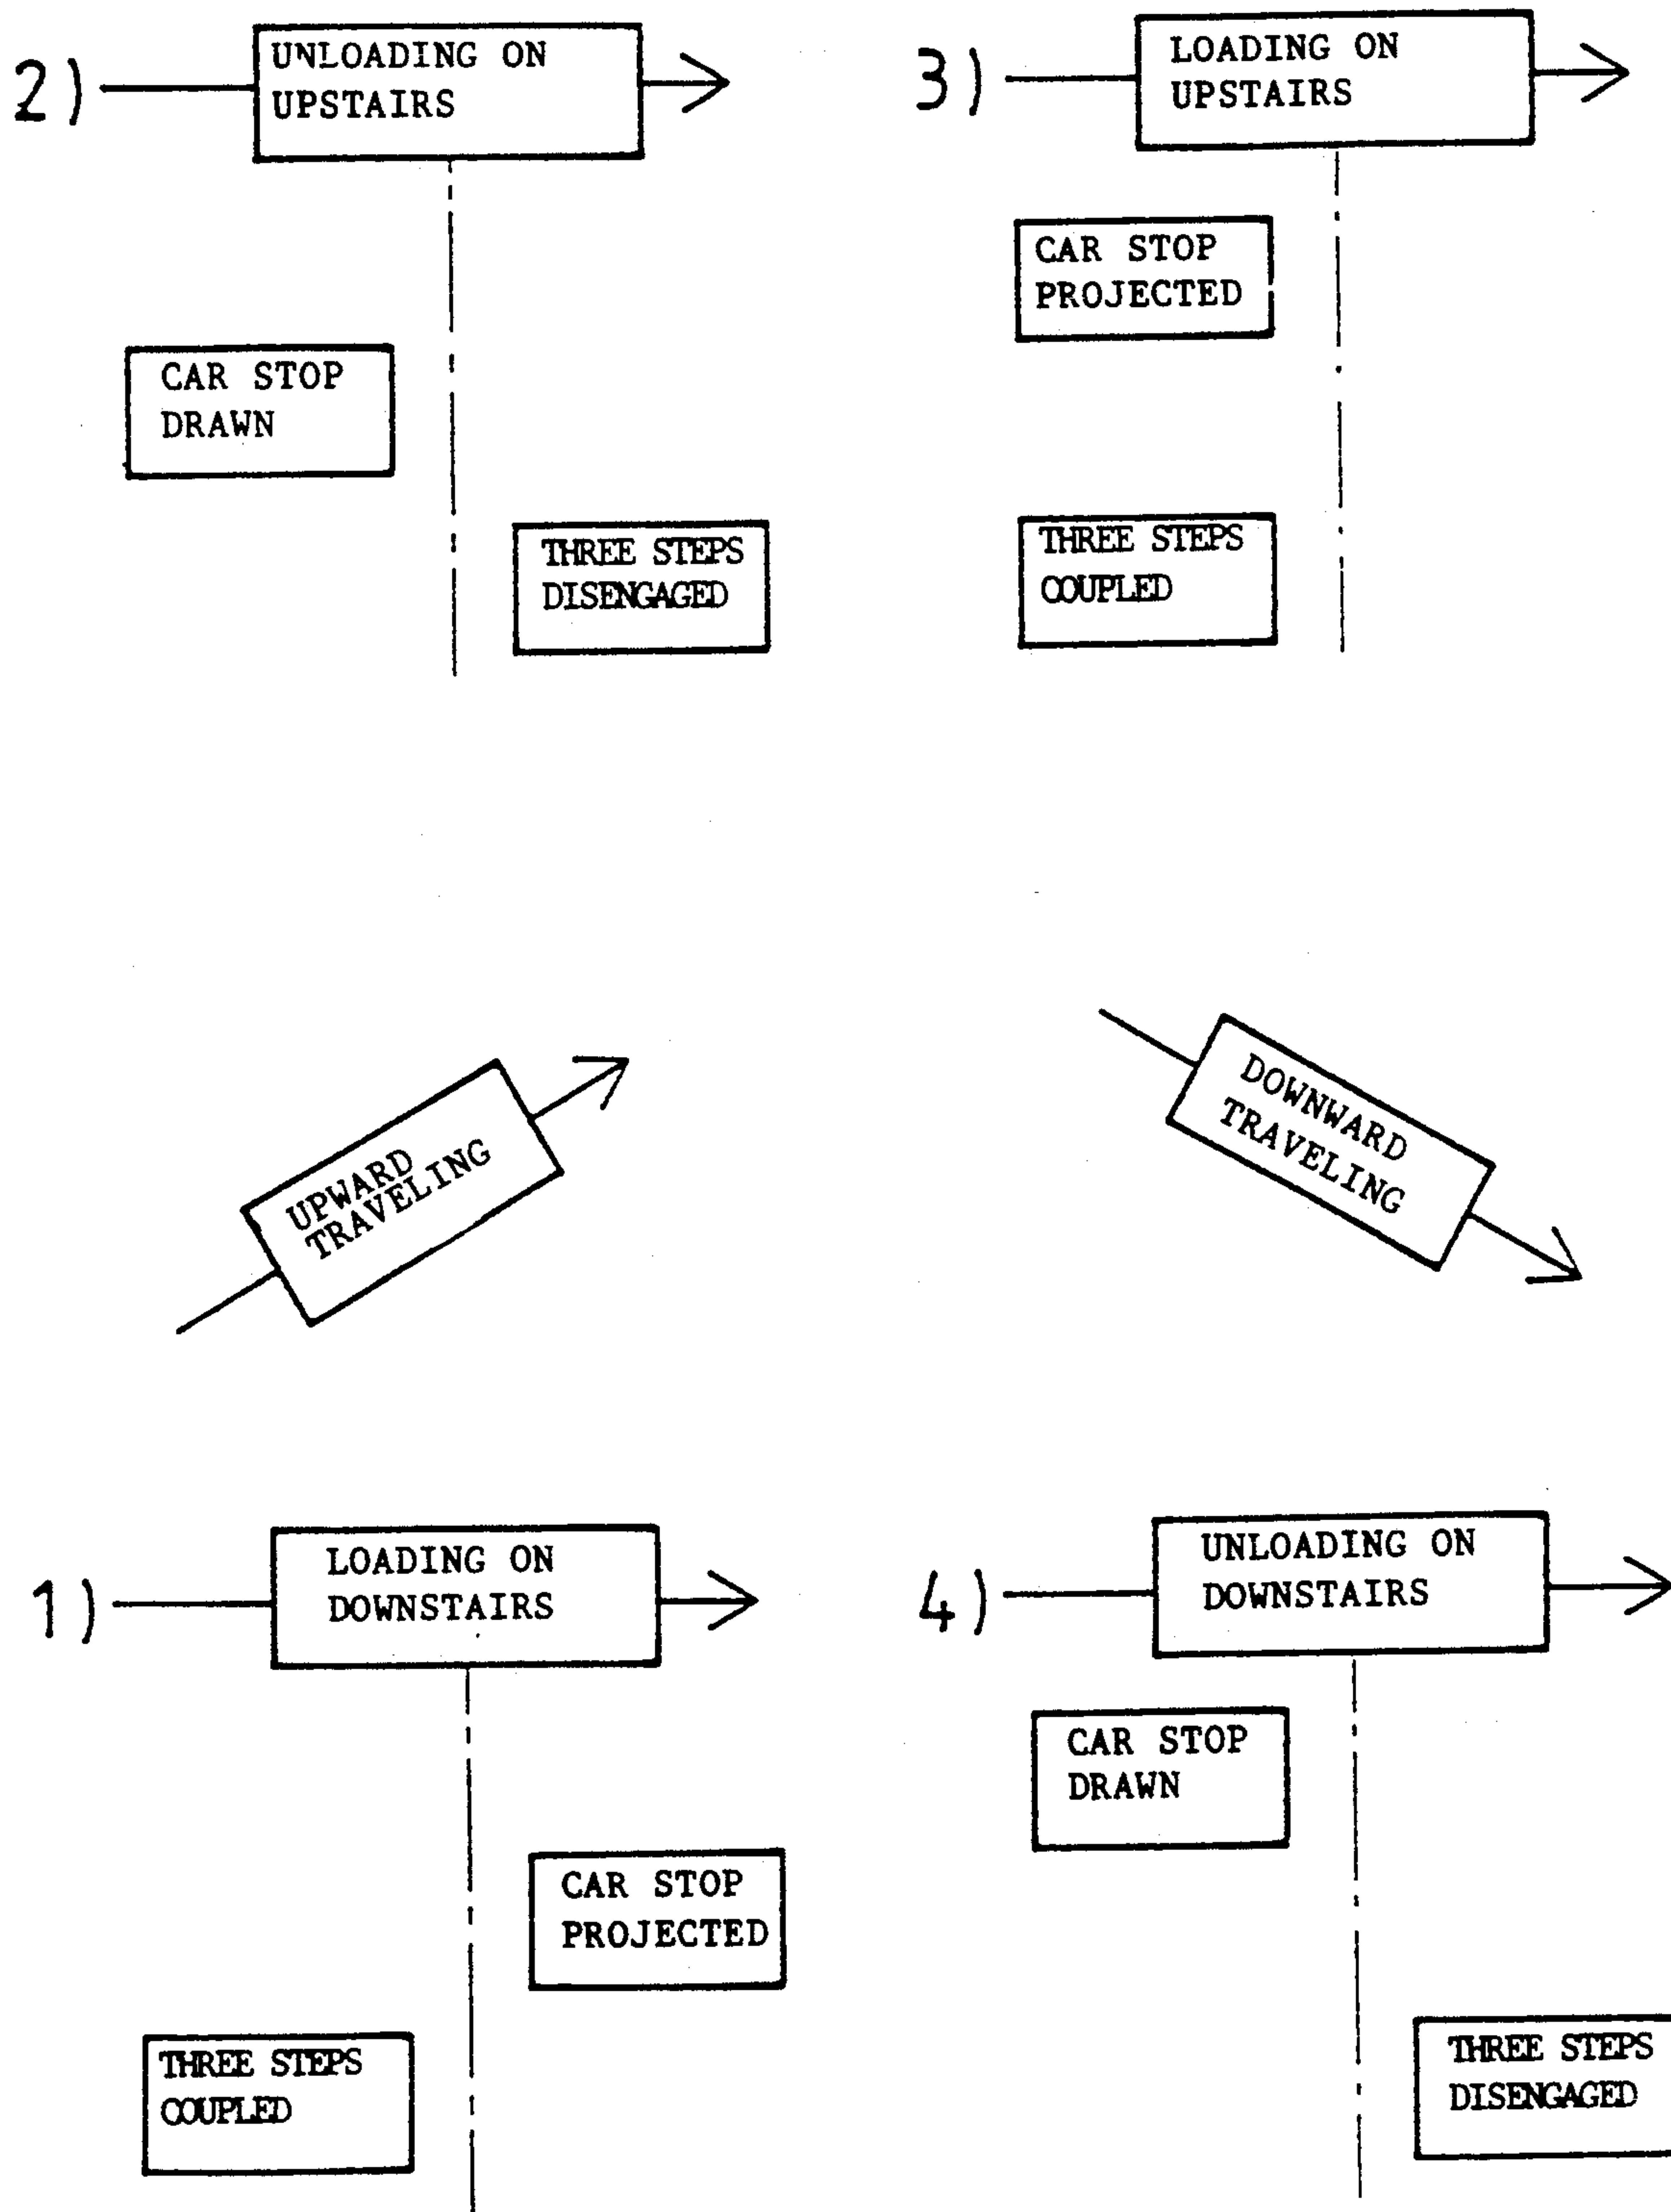 2)
UNLOADING ON
UPSTAIRS
CAR STOP
DRAWN
THREE STEPS
DISENGAGED
3)
LOADING ON
UPSTAIRS
CAR STOP
PROJECTED
THREE STEPS
COUPLED
UPWARD
TRAVELING
DOWNWARD
TRAVELING
1)
LOADING ON
DOWNSTAIRS
CAR STOP
PROJECTED
THREE STEPS
COUPLED
4)
UNLOADING ON
DOWNSTAIRS
CAR STOP
DRAWN
THREE STEPS
DISENGAGED